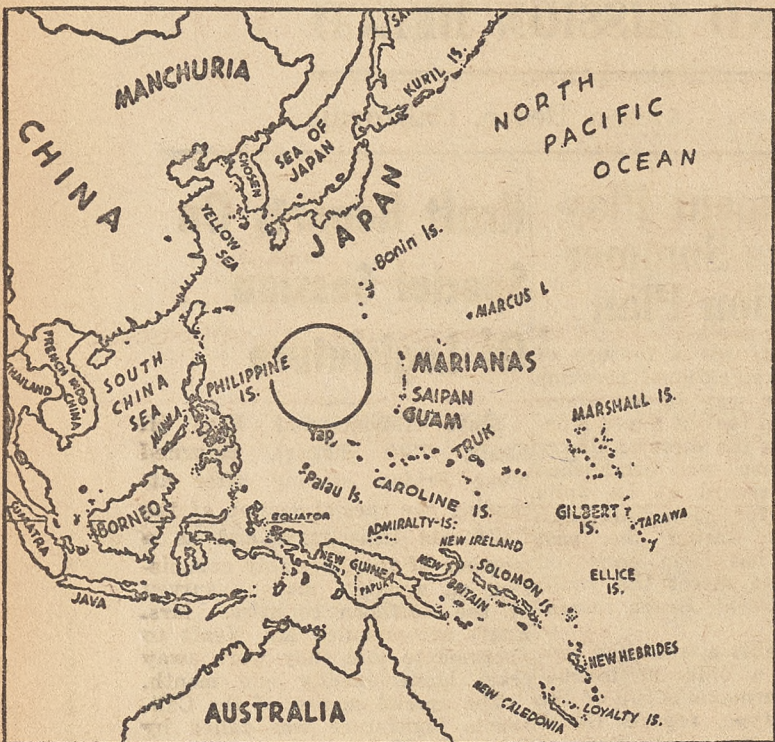 SA
MANCHURIA
KURIL IS.
NORTH
PACIFIC
OCEAN
CHINA
SEA OF
JAPAN
CHOSEN
YELLOW
SEA
JAPAN
Bonin Is.
MARCUS I.
FRENCH INDO-
CHINA
THAILAND
SOUTH
CHINA
SEA
MANILA
PHILIPPINE
IS.
MARIANAS
SAIPAN
GUAM
Yap
TRUK
MARSHALL IS.
Palau Is.
CAROLINE
IS.
BORNEO
SUMATRA
EQUATOR
ADMIRALTY-IS.
GILBERT
IS.
TARAWA
NEW IRELAND
NEW GUINEA
PAPUA
NEW
BRITAIN
SOLOMON IS.
ELLICE
IS.
JAVA
NEW HEBRIDES
AUSTRALIA
NEW CALEDONIA
LOYALTY IS.